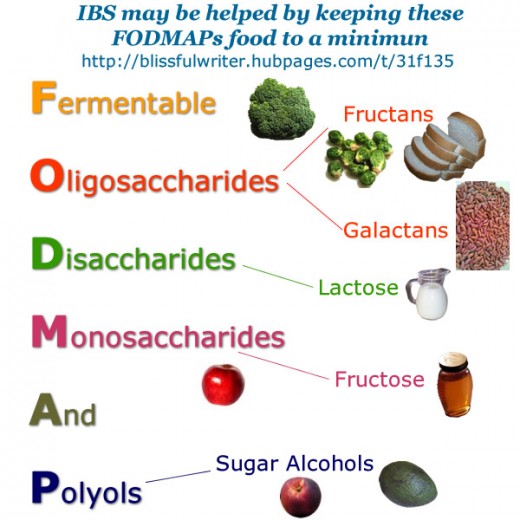 IBS may be helped by keeping these
FODMAPs food to a minimun
http://blissfulwriter.hubpages.com/t/31f135
Fermentable
Fructans
Oligosaccharides
Galactans
Disaccharides
Lactose
Monosaccharides
Fructose
And
Sugar Alcohols
Polyols